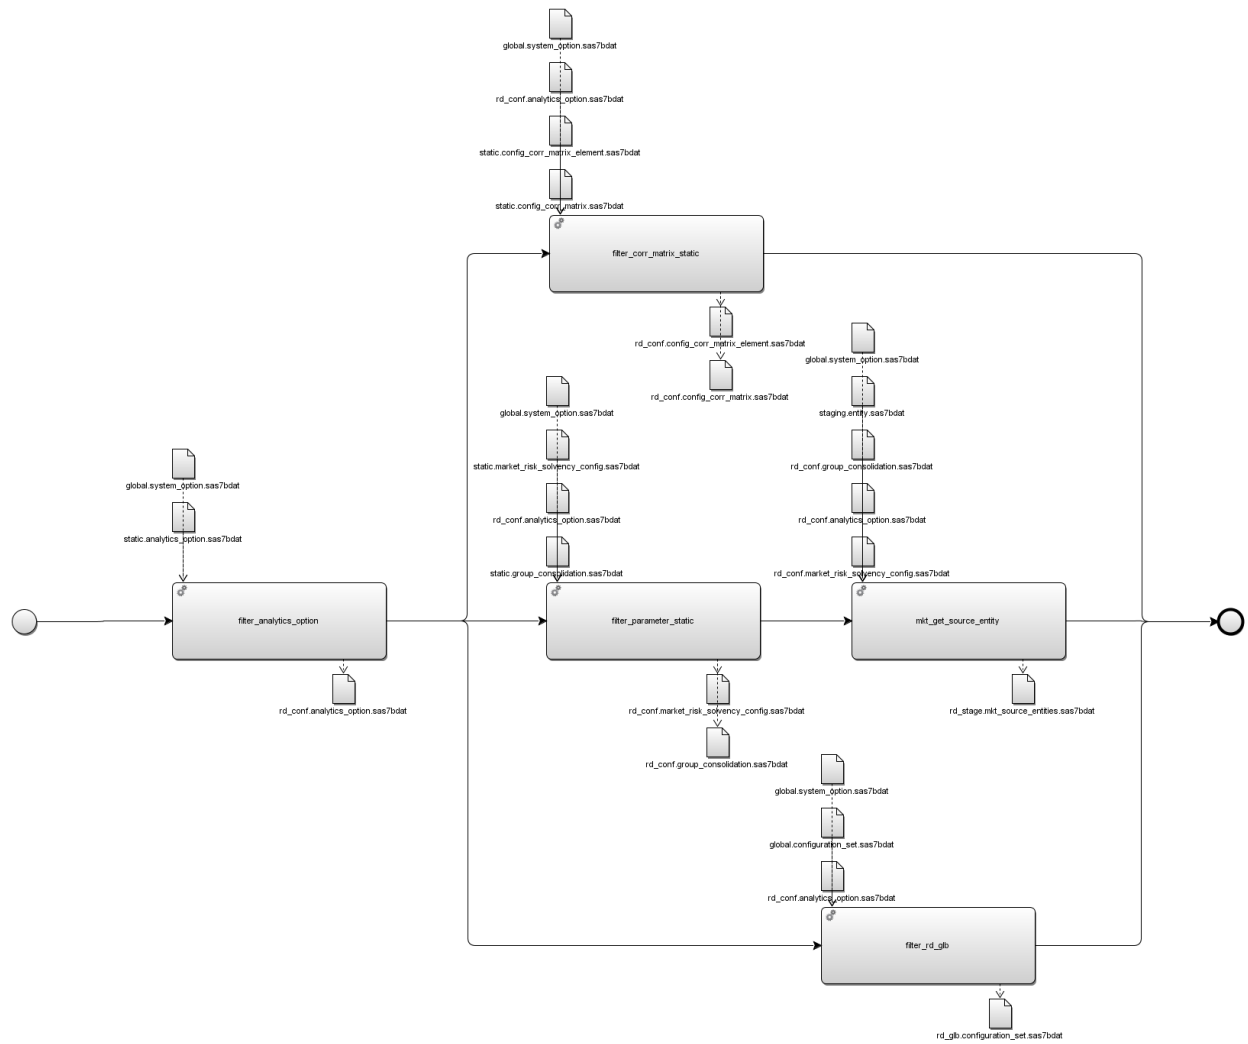 global.system_option.sas7bdat
rd_conf.analytics_option.sas7bdat
static.config_corr_matrix_element.sas7bdat
static.config_corr_matrix.sas7bdat
filter_corr_matrix_static
rd_conf.config_corr_matrix_element.sas7bdat
rd_conf.config_corr_matrix.sas7bdat
global.system_option.sas7bdat
static.analytics_option.sas7bdat
filter_analytics_option
rd_conf.analytics_option.sas7bdat
global.system_option.sas7bdat
static.market_risk_solvency_config.sas7bdat
rd_conf.analytics_option.sas7bdat
static.group_consolidation.sas7bdat
filter_parameter_static
rd_conf.market_risk_solvency_config.sas7bdat
rd_conf.group_consolidation.sas7bdat
global.system_option.sas7bdat
staging.entity.sas7bdat
rd_conf.group_consolidation.sas7bdat
rd_conf.analytics_option.sas7bdat
rd_conf.market_risk_solvency_config.sas7bdat
mkt_get_source_entity
rd_stage.mkt_source_entities.sas7bdat
global.system_option.sas7bdat
global.configuration_set.sas7bdat
rd_conf.analytics_option.sas7bdat
filter_rd_glb
rd_glb.configuration_set.sas7bdat